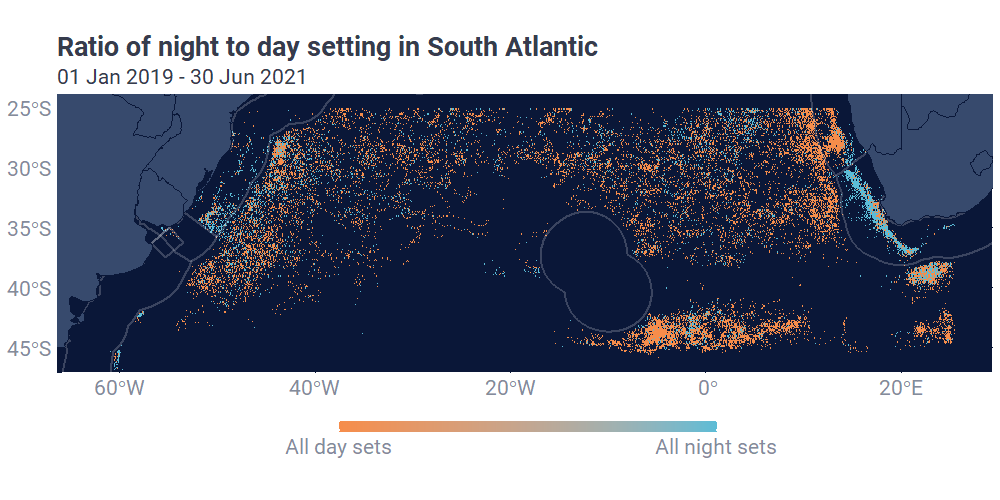 Ratio of night to day setting in South Atlantic
01 Jan 2019 - 30 Jun 2021
25°S
30°S
35°S
40°S
45°S
60°W 40°W 20°W 0° 20°E
All day sets All night sets